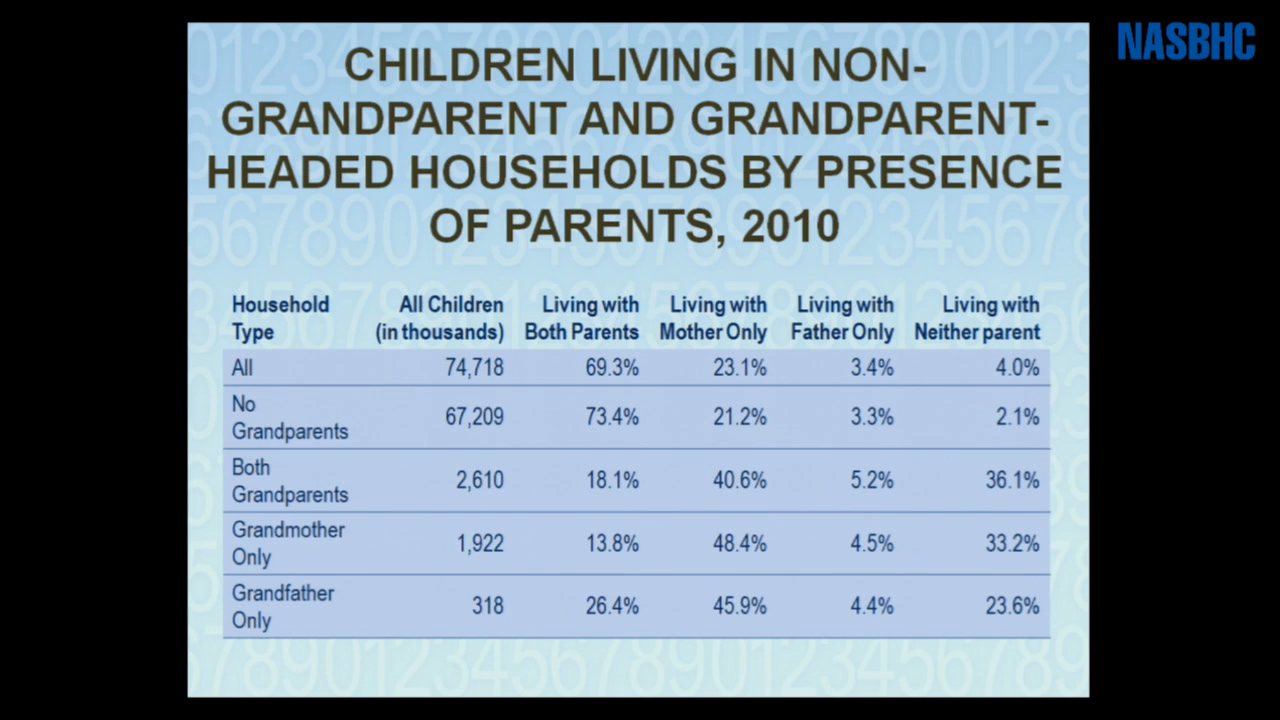 NASBHC
CHILDREN LIVING IN NON-
GRANDPARENT AND GRANDPARENT-
HEADED HOUSEHOLDS BY PRESENCE
OF PARENTS, 2010
Household Type All Children (in thousands) Living with Both Parents Living with Mother Only Living with Father Only Living with Neither parent
All 74,718 69.3% 23.1% 3.4% 4.0%
No Grandparents 67,209 73.4% 21.2% 3.3% 2.1%
Both Grandparents 2,610 18.1% 40.6% 5.2% 36.1%
Grandmother Only 1,922 13.8% 48.4% 4.5% 33.2%
Grandfather Only 318 26.4% 45.9% 4.4% 23.6%